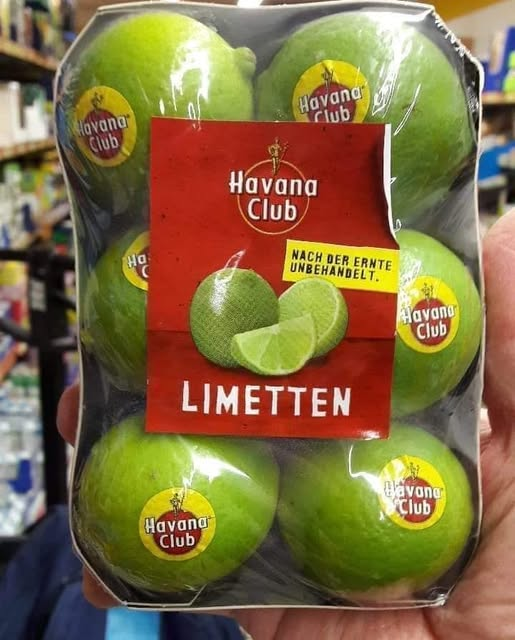 Havana
Club
Havana
Club
Havana
Club
NACH DER ERNTE
UNBEHANDELT.
Havana
Club
LIMETTEN
Havana
Club
Havana
Club